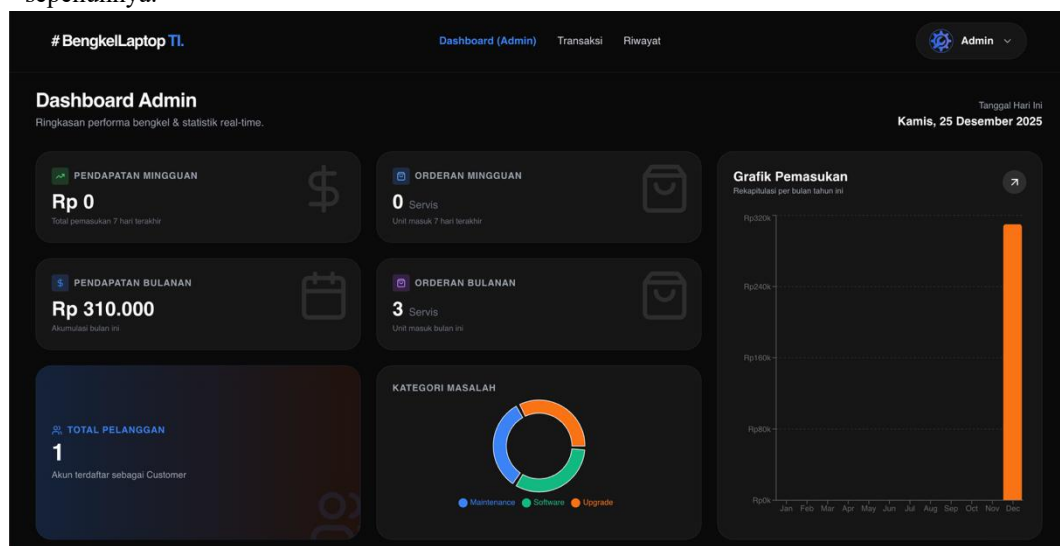 sepenuhnya.
# BengkelLaptop TI.
Dashboard (Admin) Transaksi Riwayat
Admin
Dashboard Admin
Ringkasan performa bengkel & statistik real-time.
Tanggal Hari Ini
Kamis, 25 Desember 2025
PENDAPATAN MINGGUAN
Rp 0
Total pemasukan 7 hari terakhir
ORDERAN MINGGUAN
0 Servis
Unit masuk 7 hari terakhir
PENDAPATAN BULANAN
Rp 310.000
Akumulasi bulan ini
ORDERAN BULANAN
3 Servis
Unit masuk bulan ini
TOTAL PELANGGAN
1
Akun terdaftar sebagai Customer
KATEGORI MASALAH
Maintenance Software Upgrade
Grafik Pemasukan
Rekapitulasi per bulan tahun ini
Rp320k
Rp240k
Rp160k
Rp80k
Rp0k
Jan Feb Mar Apr May Jun Jul Aug Sep Oct Nov Dec